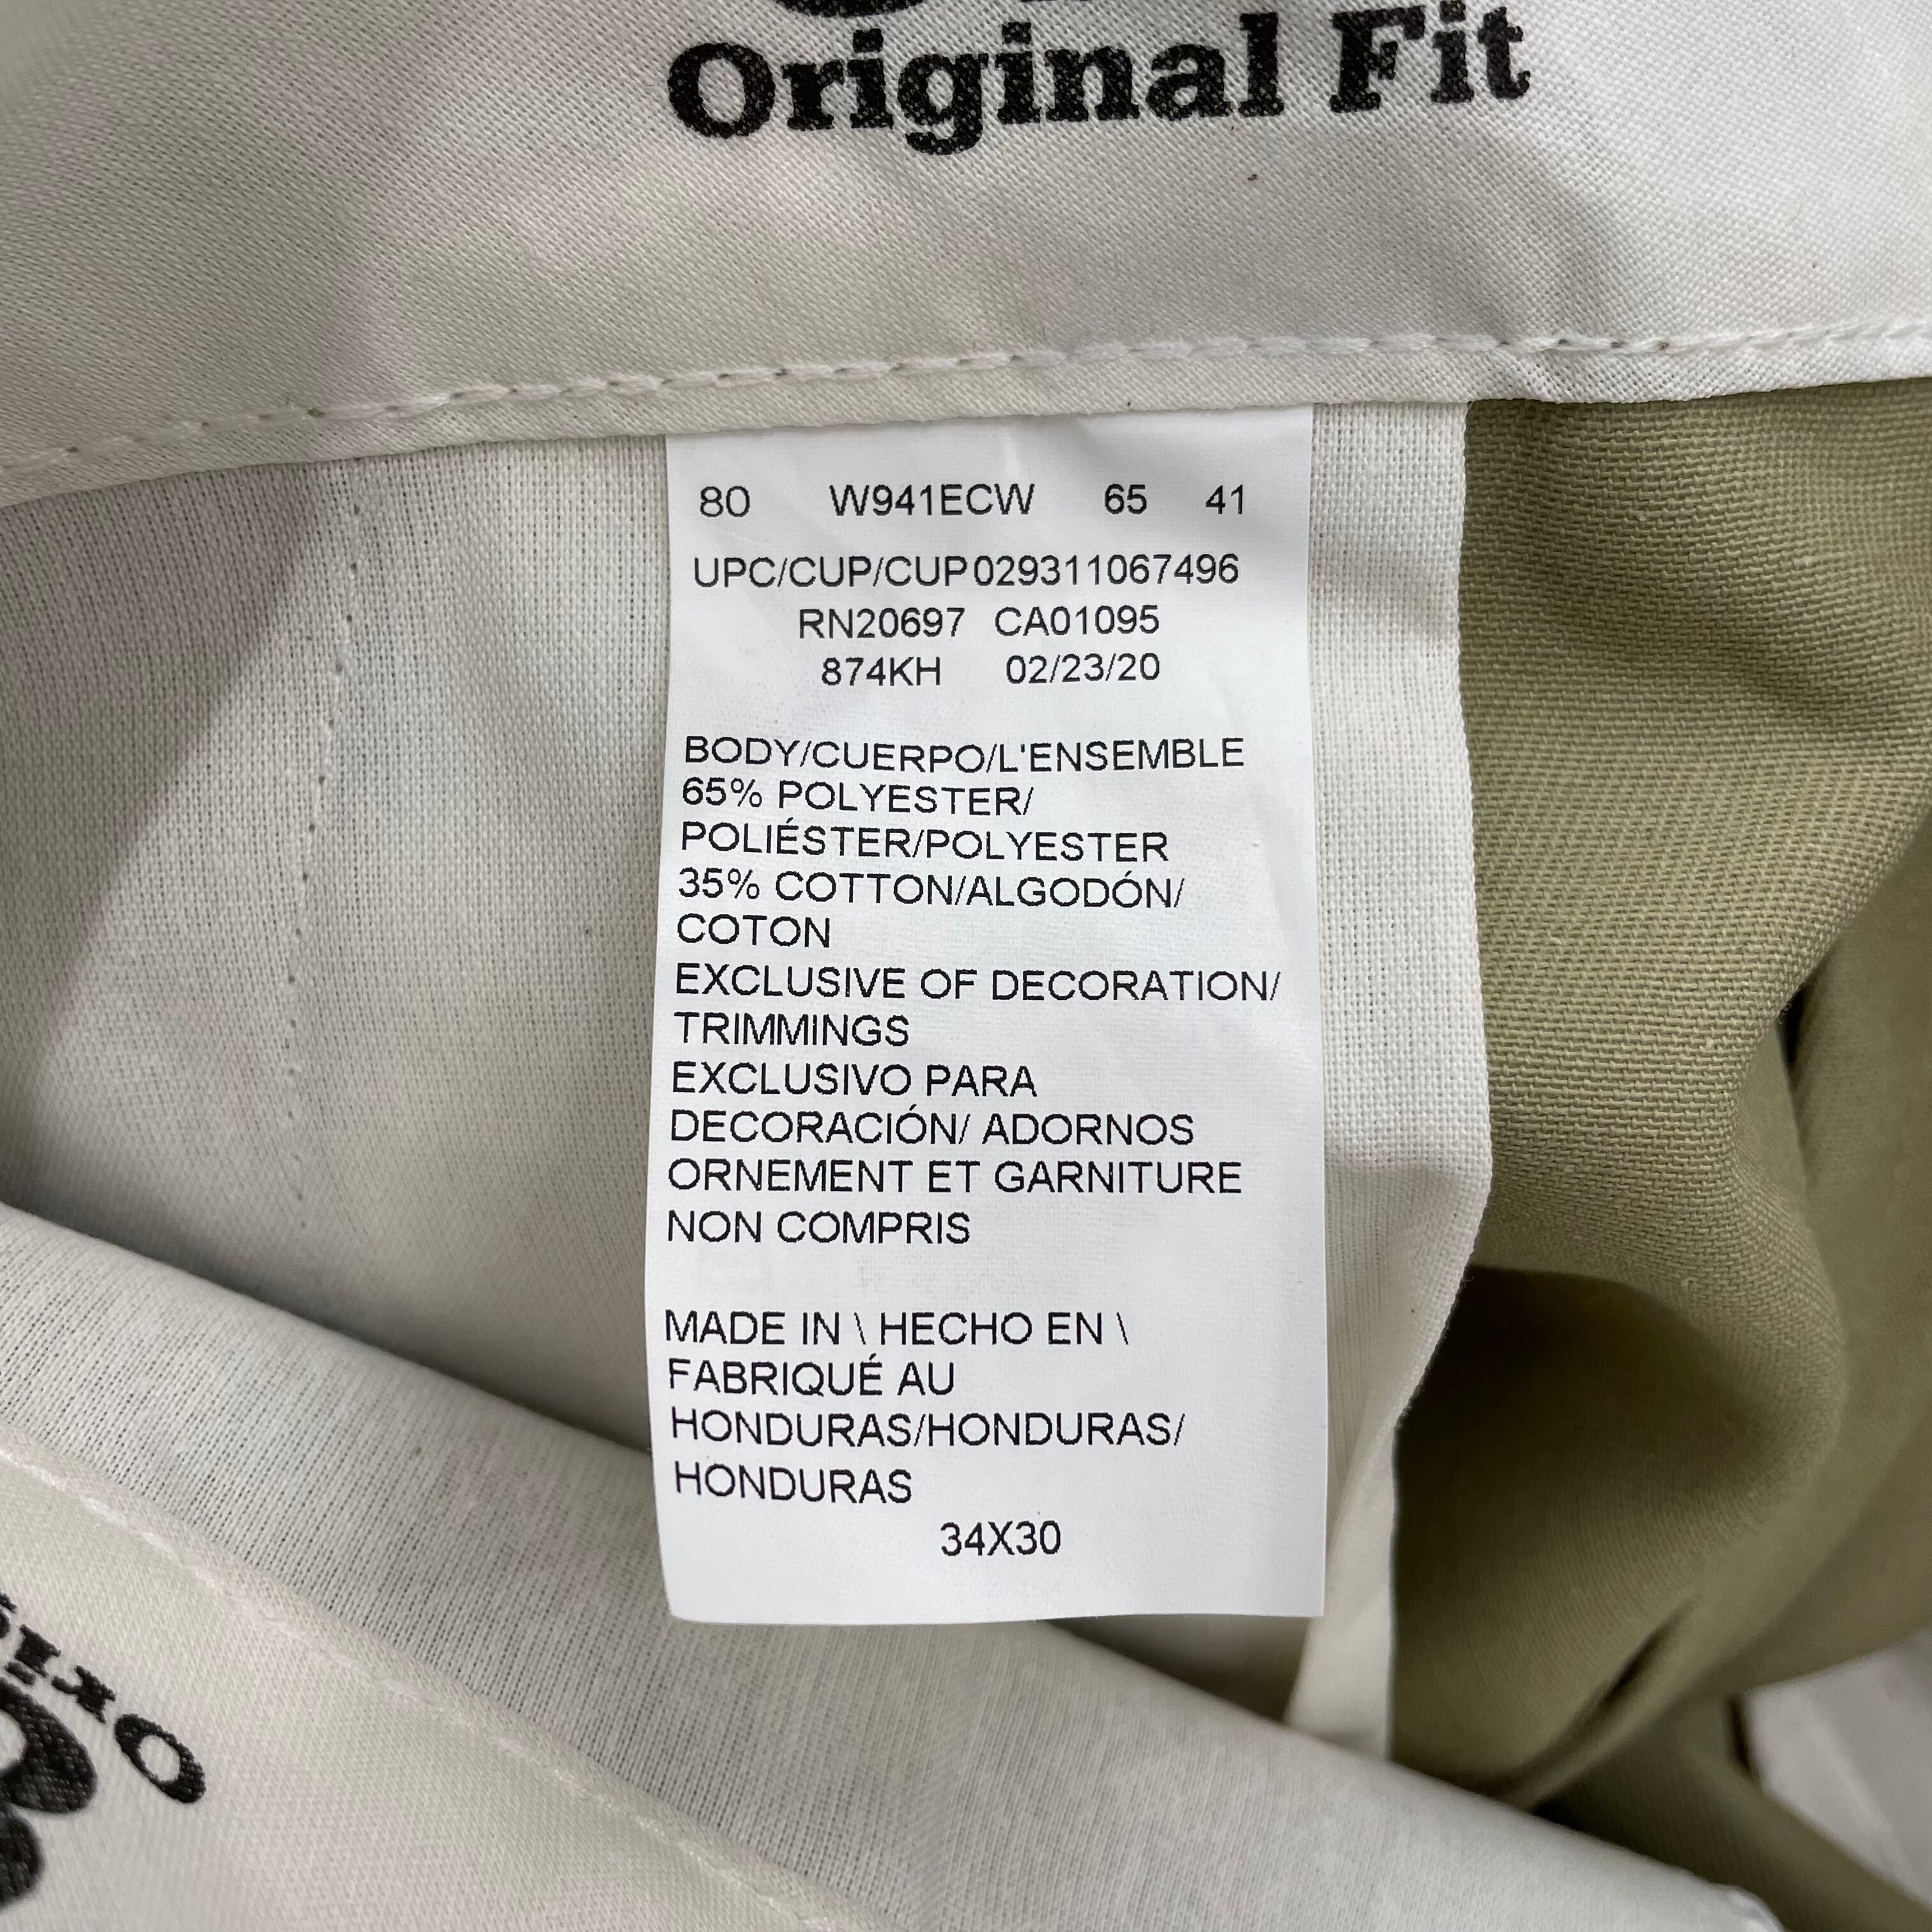 Original Fit
80 W941ECW 65 41
UPC/CUP/CUP029311067496
RN20697 CA01095
874KH 02/23/20
BODY/CUERPO/L'ENSEMBLE
65% POLYESTER/
POLIÉSTER/POLYESTER
35% COTTON/ALGODÓN/
COTON
EXCLUSIVE OF DECORATION/
TRIMMINGS
EXCLUSIVO PARA
DECORACIÓN/ ADORNOS
ORNEMENT ET GARNITURE
NON COMPRIS
MADE IN \ HECHO EN \
FABRIQUÉ AU
HONDURAS/HONDURAS/
HONDURAS
34X30